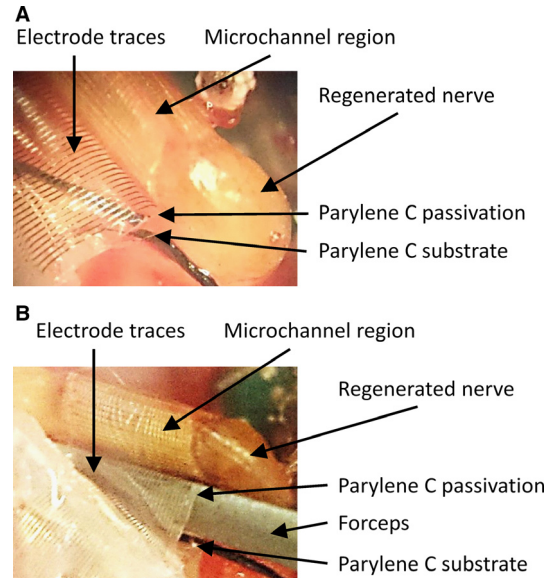 A
Electrode traces
Microchannel region
Regenerated nerve
Parylene C passivation
Parylene C substrate
B
Electrode traces
Microchannel region
Regenerated nerve
Parylene C passivation
Forceps
Parylene C substrate